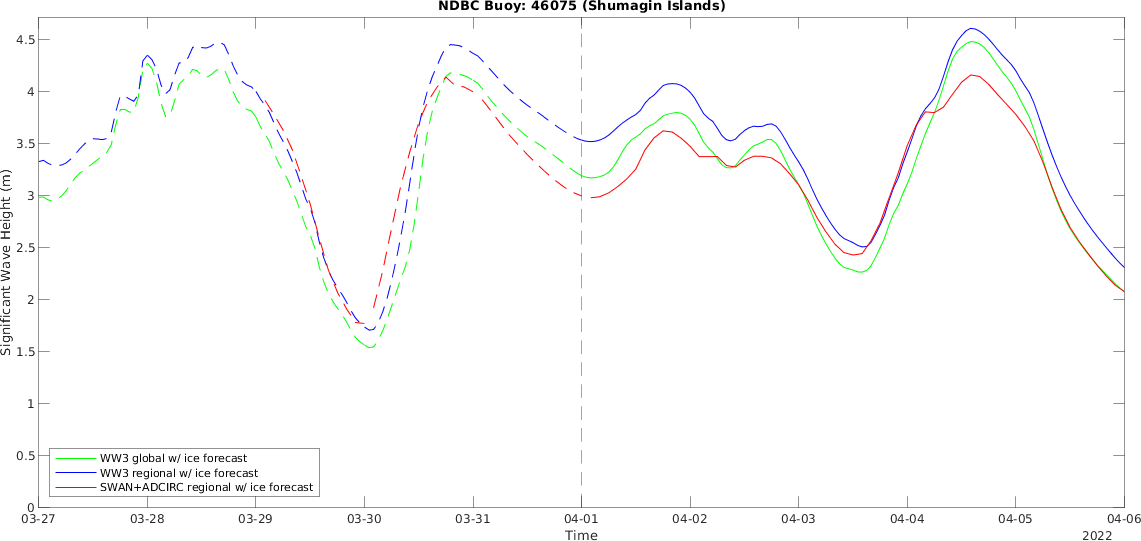 NDBC Buoy: 46075 (Shumagin Islands)
Significant Wave Height (m)
4.5
4
3.5
3
2.5
2
1.5
1
0.5
0
WW3 global w/ ice forecast
WW3 regional w/ ice forecast
SWAN+ADCIRC regional w/ ice forecast
03-27 03-28 03-29 03-30 03-31 04-01 04-02 04-03 04-04 04-05 04-06
Time
2022